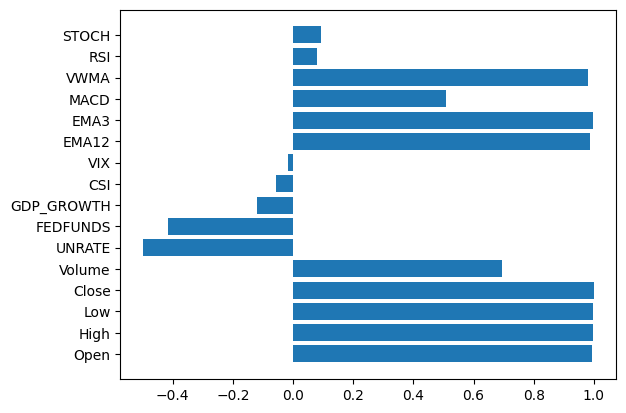 STOCH
RSI
VWMA
MACD
EMA3
EMA12
VIX
CSI
GDP_GROWTH
FEDFUNDS
UNRATE
Volume
Close
Low
High
Open
−0.4 −0.2 0.0 0.2 0.4 0.6 0.8 1.0